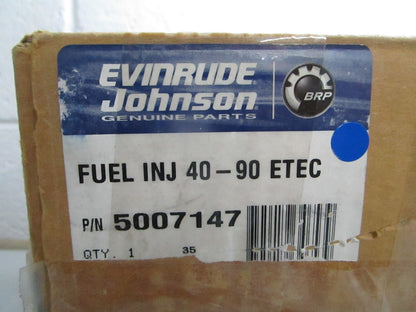 EVINRUDE
Johnson
GENUINE PARTS
BRP
FUEL INJ 40-90 ETEC
P/N 5007147
QTY. 1 35